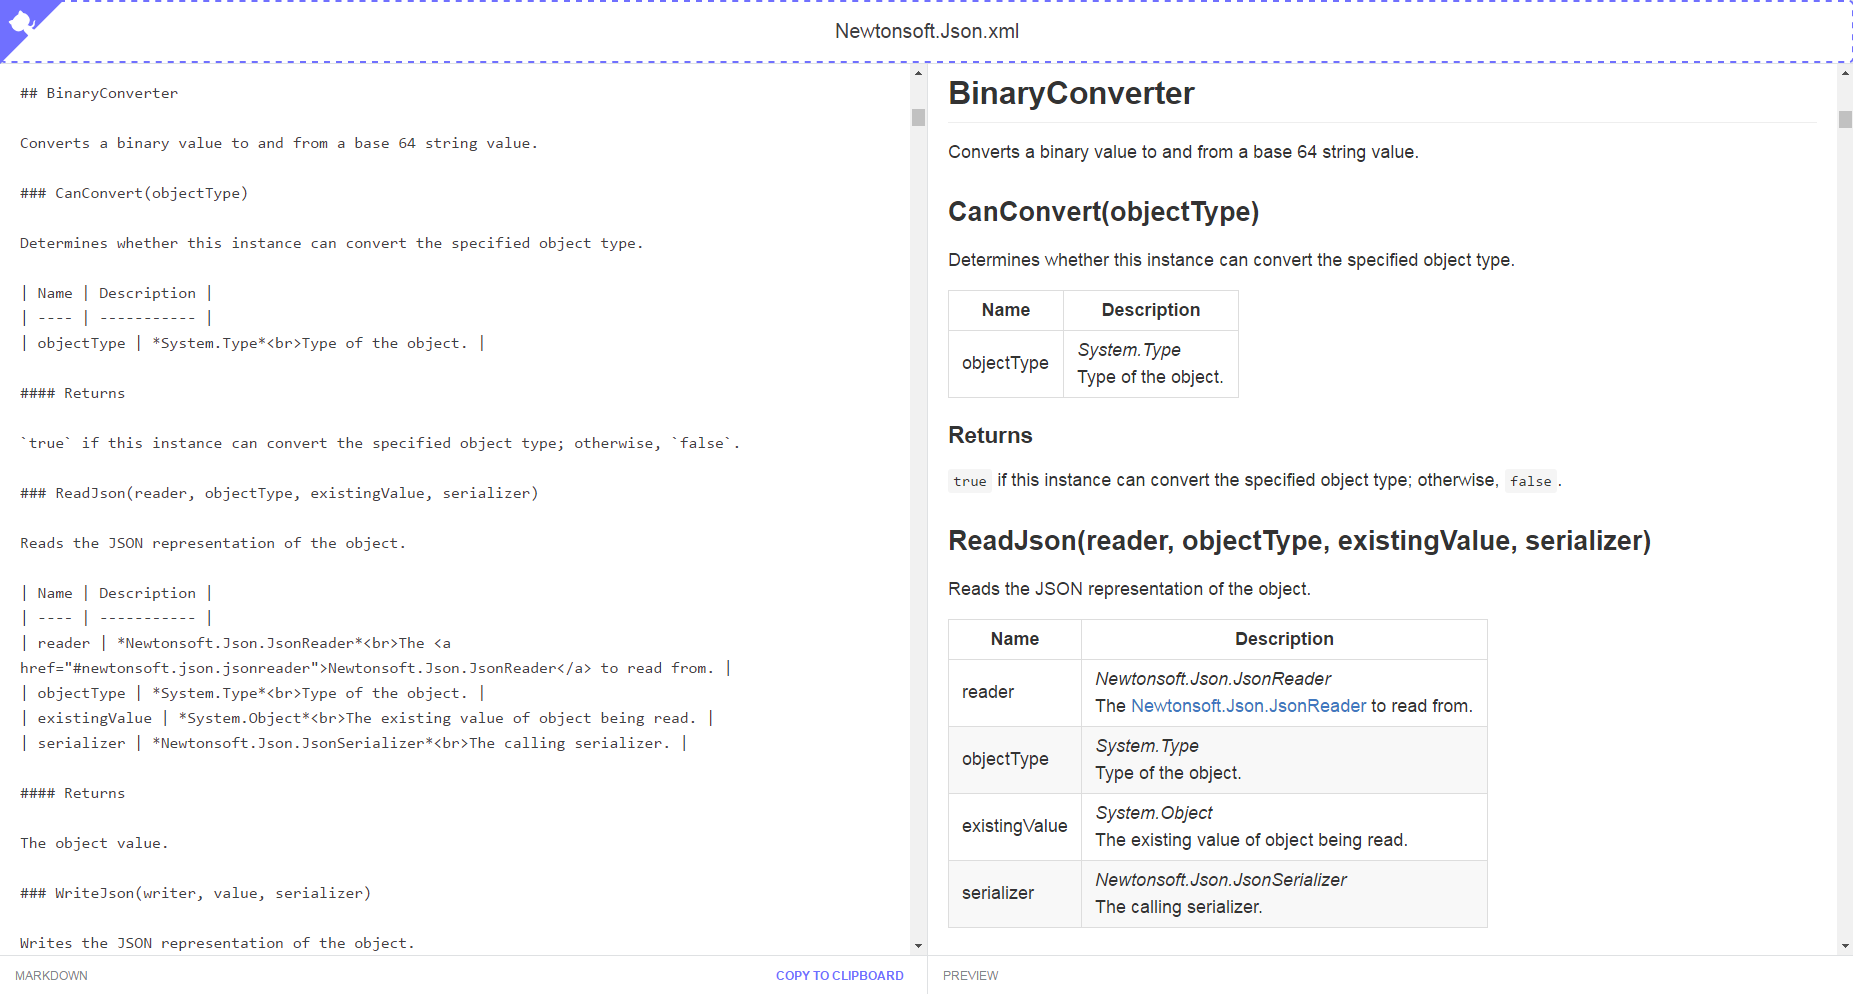 Newtonsoft.Json.xml
## BinaryConverter
Converts a binary value to and from a base 64 string value.
### CanConvert(objectType)
Determines whether this instance can convert the specified object type.
| Name | Description |
| ---- | ----------- |
| objectType | *System.Type*<br>Type of the object. |
#### Returns
`true` if this instance can convert the specified object type; otherwise, `false`.
### ReadJson(reader, objectType, existingValue, serializer)
Reads the JSON representation of the object.
| Name | Description |
| ---- | ----------- |
| reader | *Newtonsoft.Json.JsonReader*<br>The <a
href="#newtonsoft.json.jsonreader">Newtonsoft.Json.JsonReader</a> to read from. |
| objectType | *System.Type*<br>Type of the object. |
| existingValue | *System.Object*<br>The existing value of object being read. |
| serializer | *Newtonsoft.Json.JsonSerializer*<br>The calling serializer. |
#### Returns
The object value.
### WriteJson(writer, value, serializer)
Writes the JSON representation of the object.
MARKDOWN
COPY TO CLIPBOARD
BinaryConverter
Converts a binary value to and from a base 64 string value.
CanConvert(objectType)
Determines whether this instance can convert the specified object type.
Name Description
objectType
System.Type
Type of the object.
Returns
true if this instance can convert the specified object type; otherwise, false.
ReadJson(reader, objectType, existingValue, serializer)
Reads the JSON representation of the object.
Name Description
reader
Newtonsoft.Json.JsonReader
The Newtonsoft.Json.JsonReader to read from.
objectType
System.Type
Type of the object.
existingValue
System.Object
The existing value of object being read.
serializer
Newtonsoft.Json.JsonSerializer
The calling serializer.
PREVIEW